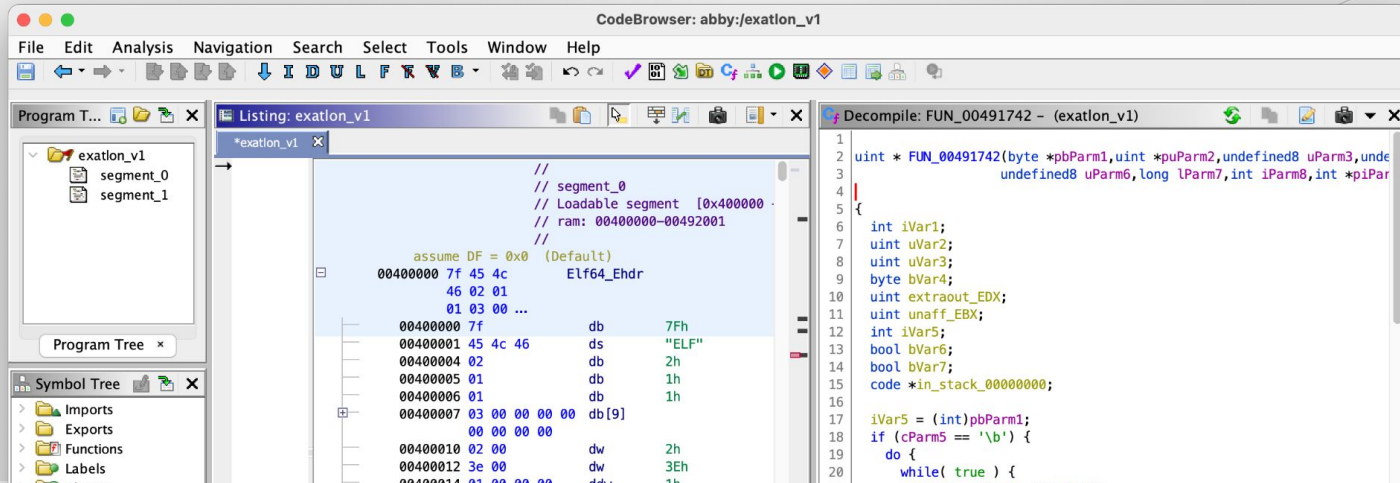 CodeBrowser: abby:/exatlon_v1
File Edit Analysis Navigation Search Select Tools Window Help
I D U L F B
Program T...
exatlon_v1
segment_0
segment_1
Program Tree ×
Symbol Tree
Imports
Exports
Functions
Labels
Listing: exatlon_v1
*exatlon_v1
//
// segment_0
// Loadable segment [0x400000 -
// ram: 00400000-00492001
//
assume DF = 0x0 (Default)
00400000 7f 45 4c Elf64_Ehdr
46 02 01
01 03 00 ...
00400000 7f db 7Fh
00400001 45 4c 46 ds "ELF"
00400004 02 db 2h
00400005 01 db 1h
00400006 01 db 1h
00400007 03 00 00 00 00 db[9]
00 00 00 00
00400010 02 00 dw 2h
00400012 3e 00 dw 3Eh
00400014 01 00 00 00 ddw 1h
Decompile: FUN_00491742 - (exatlon_v1)
1
2 uint * FUN_00491742(byte *pbParm1,uint *puParm2,undefined8 uParm3,unde
3 undefined8 uParm6,long lParm7,int iParm8,int *piPar
4
5 {
6 int iVar1;
7 uint uVar2;
8 uint uVar3;
9 byte bVar4;
10 uint extraout_EDX;
11 uint unaff_EBX;
12 int iVar5;
13 bool bVar6;
14 bool bVar7;
15 code *in_stack_00000000;
16
17 iVar5 = (int)pbParm1;
18 if (cParm5 == '\b') {
19 do {
20 while( true ) {